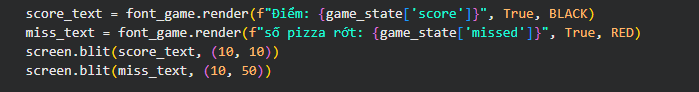 score_text = font_game.render(f"Điểm: {game_state['score']}", True, BLACK)
miss_text = font_game.render(f"số pizza rớt: {game_state['missed']}", True, RED)
screen.blit(score_text, (10, 10))
screen.blit(miss_text, (10, 50))